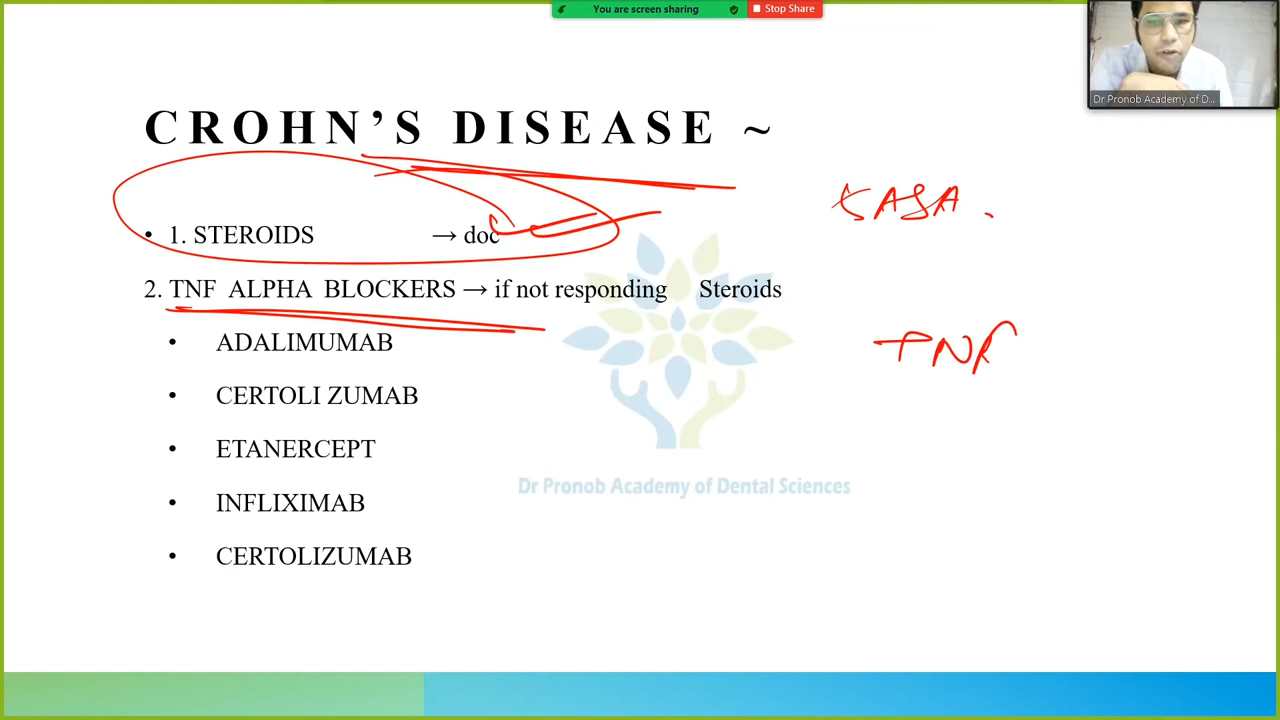 You are screen sharing
Stop Share
Dr Pronob Academy of D...
CROHN'S DISEASE ~
5ASA.
• 1. STEROIDS → doc
2. TNF ALPHA BLOCKERS → if not responding Steroids
• ADALIMUMAB
TNF
• CERTOLI ZUMAB
• ETANERCEPT
Dr Pronob Academy of Dental Sciences
• INFLIXIMAB
• CERTOLIZUMAB